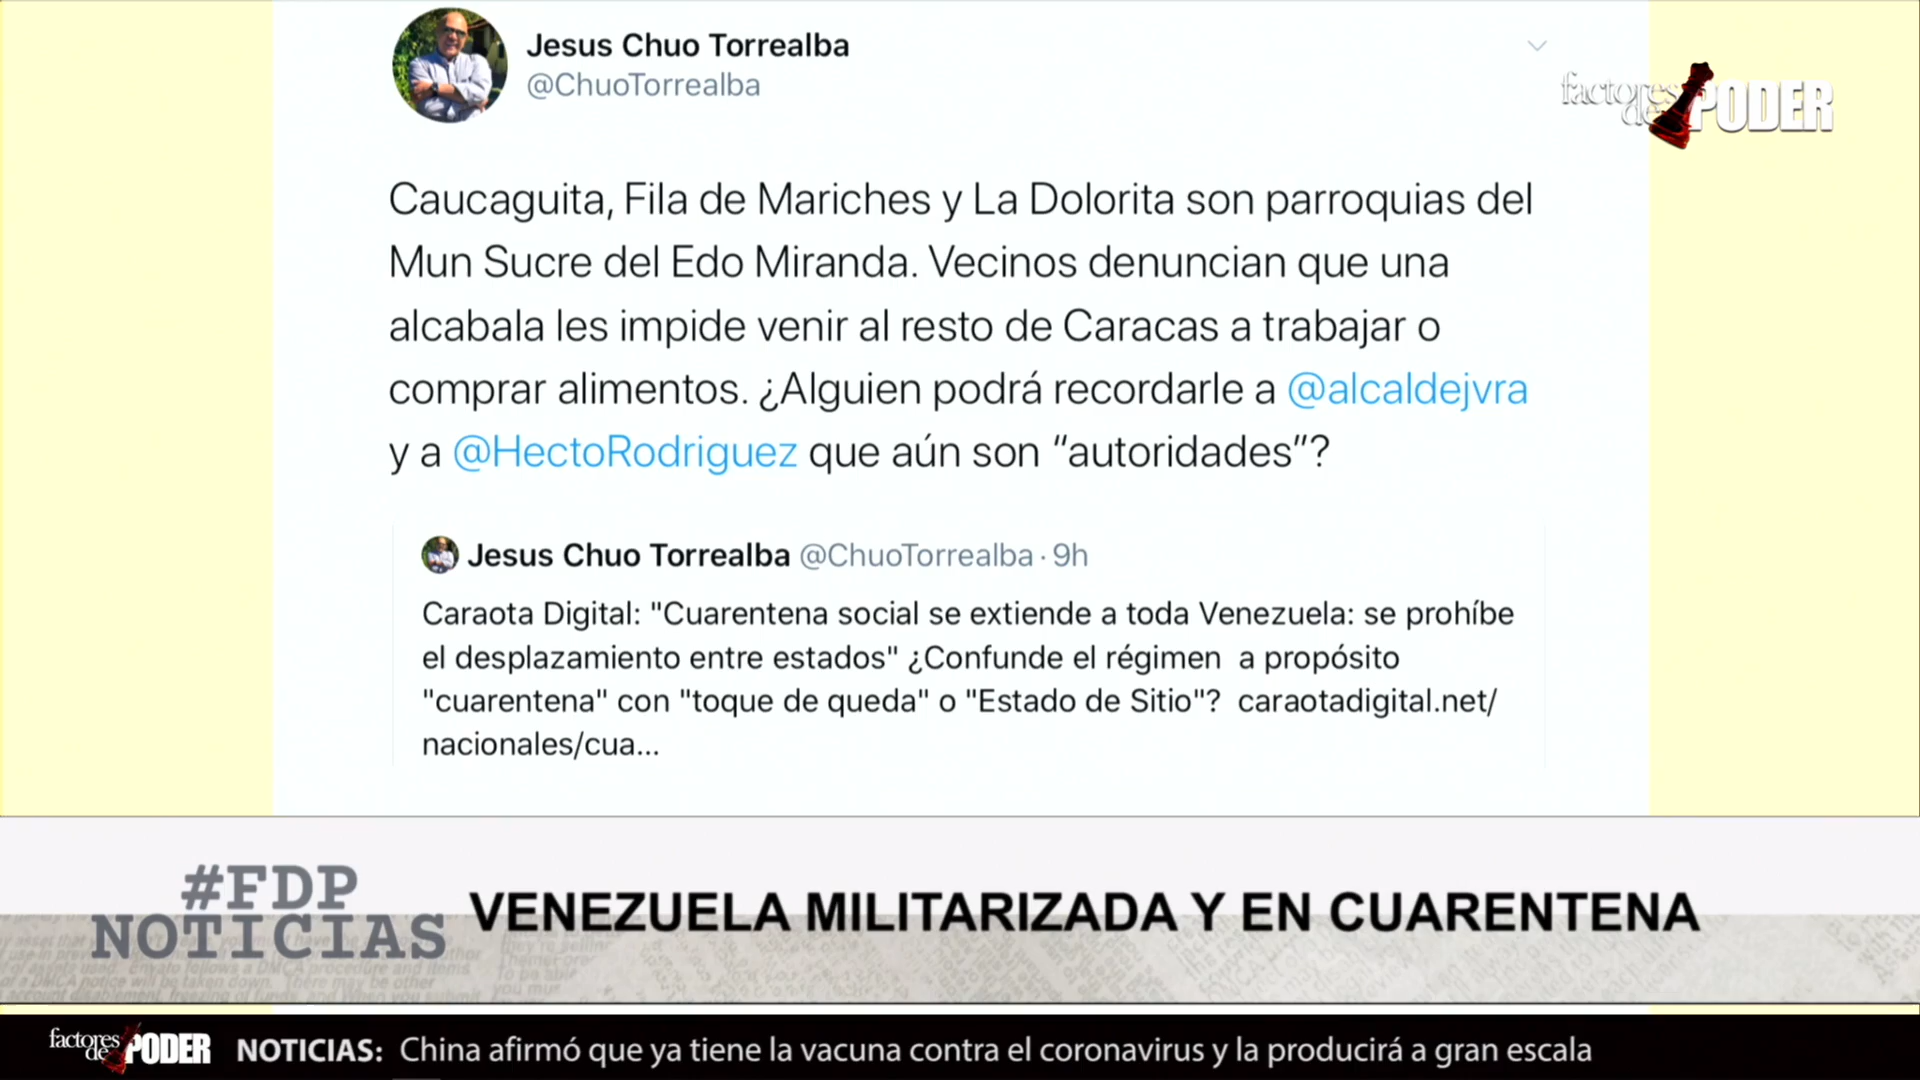 Jesus Chuo Torrealba
@ChuoTorrealba
factores de PODER
Caucaguita, Fila de Mariches y La Dolorita son parroquias del
Mun Sucre del Edo Miranda. Vecinos denuncian que una
alcabala les impide venir al resto de Caracas a trabajar o
comprar alimentos. ¿Alguien podrá recordarle a @alcaldejvra
y a @HectoRodriguez que aún son “autoridades”?
Jesus Chuo Torrealba @ChuoTorrealba · 9h
Caraota Digital: "Cuarentena social se extiende a toda Venezuela: se prohíbe
el desplazamiento entre estados" ¿Confunde el régimen a propósito
"cuarentena" con "toque de queda" o "Estado de Sitio"? caraotadigital.net/
nacionales/cua...
#FDP
NOTICIAS
VENEZUELA MILITARIZADA Y EN CUARENTENA
factores de PODER
NOTICIAS: China afirmó que ya tiene la vacuna contra el coronavirus y la producirá a gran escala